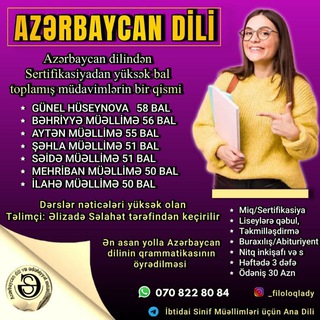 AZƏRBAYCAN DİLİ
Azərbaycan dilindən
Sertifikasiyadan yüksək bal
toplamış müdavimlərin bir qismi
GÜNEL HÜSEYNOVA 58 BAL
BƏHRİYYƏ MÜƏLLİMƏ 56 BAL
AYTƏN MÜƏLLİMƏ 55 BAL
ŞƏHLA MÜƏLLİMƏ 51 BAL
SƏİDƏ MÜƏLLİMƏ 51 BAL
MEHRİBAN MÜƏLLİMƏ 50 BAL
İLAHƏ MÜƏLLİMƏ 50 BAL
Dərslər nəticələri yüksək olan
Təlimçi: Əlizadə Səlahət tərəfindən keçirilir
Ən asan yolla Azərbaycan
dilinin qrammatikasının
öyrədilməsi
Miq/Sertifikasiya
Liseylərə qəbul,
Təkmilləşdirmə
Buraxılış/Abituriyent
Nitq inkişafı və s
Həftədə 3 dəfə
Ödəniş 30 Azn
070 822 80 84
_filoloqlady
İbtidai Sinif Müəllimləri üçün Ana Dili